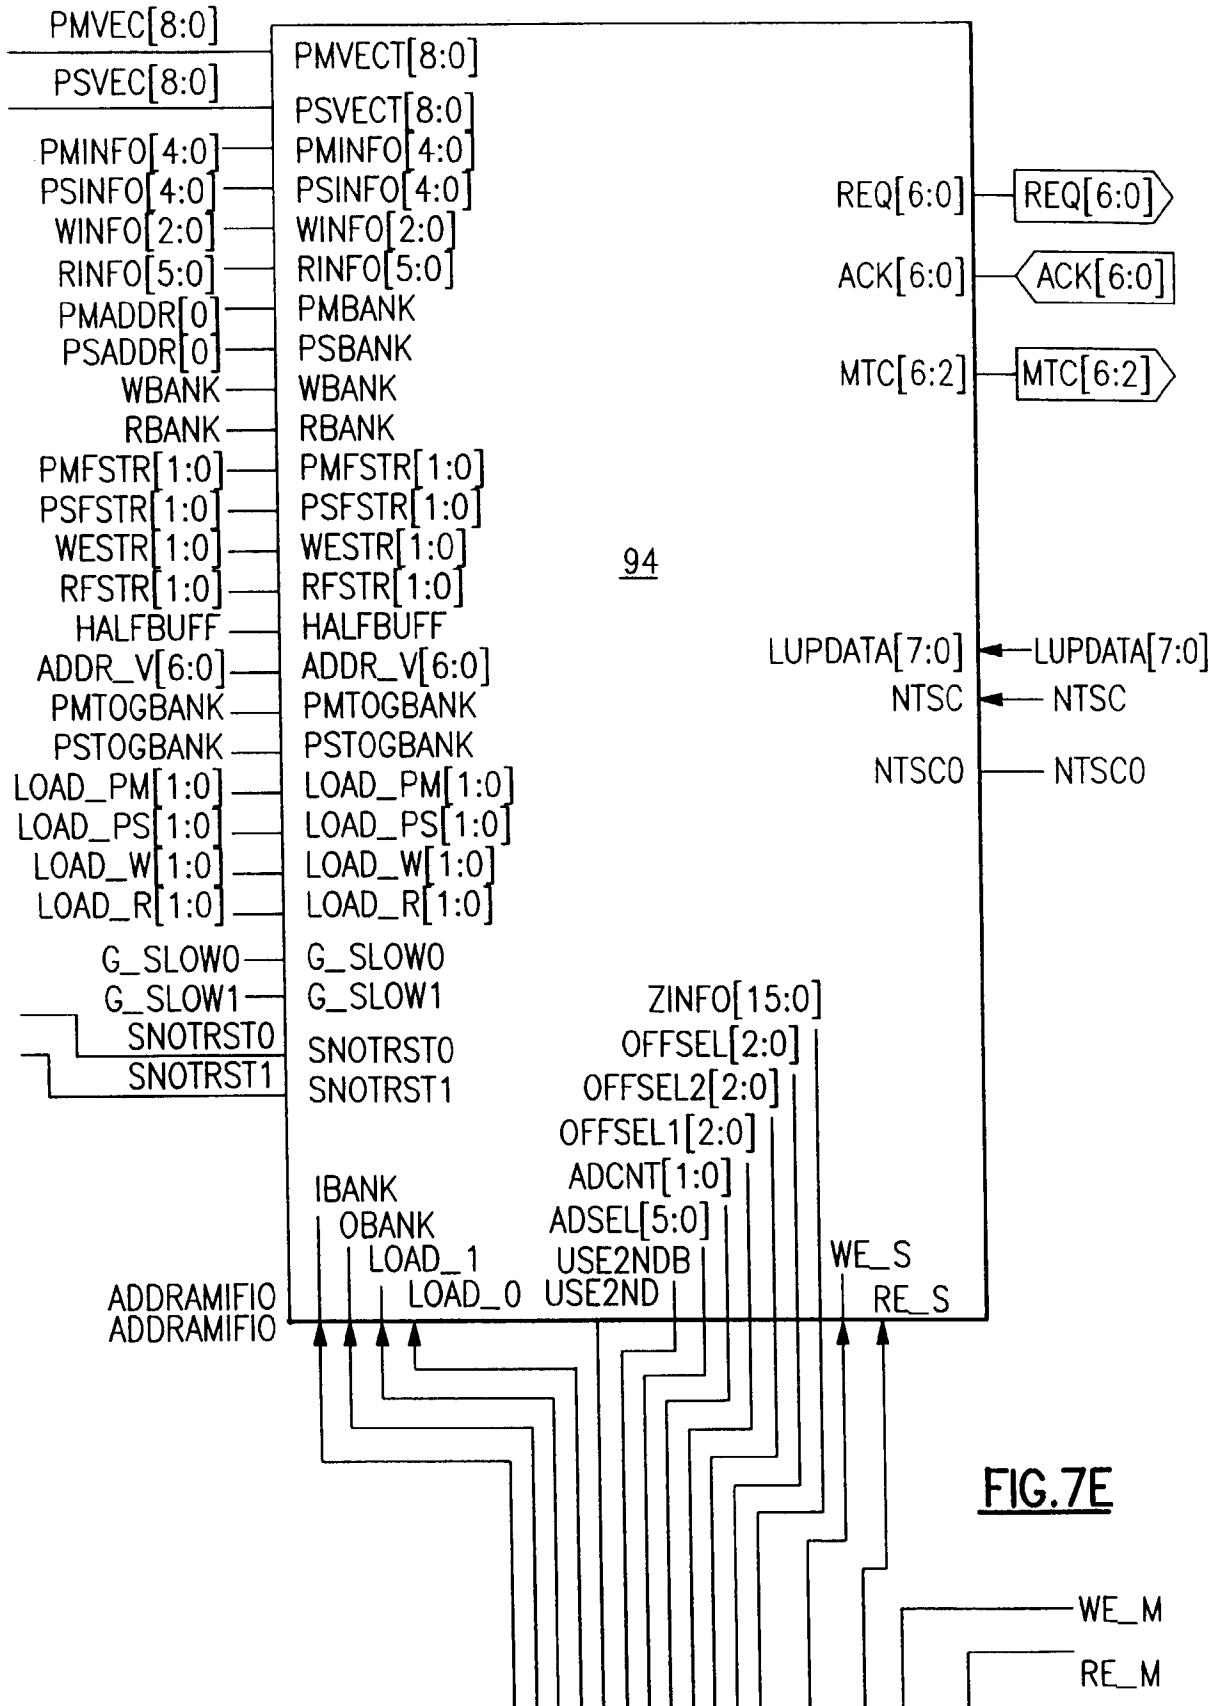 PMVEC[8:0]
PMVECT[8:0]
PSVEC[8:0]
PSVECT[8:0]
PMINFO[4:0] PMINFO[4:0]
PSINFO[4:0] PSINFO[4:0] REQ[6:0] REQ[6:0]
WINFO[2:0] WINFO[2:0]
RINFO[5:0] RINFO[5:0] ACK[6:0] ACK[6:0]
PMADDR[0] PMBANK
PSADDR[0] PSBANK
WBANK WBANK MTC[6:2] MTC[6:2]
RBANK RBANK
PMFSTR[1:0] PMFSTR[1:0]
PSFSTR[1:0] PSFSTR[1:0]
WESTR[1:0] WESTR[1:0]
94
RFSTR[1:0] RFSTR[1:0]
HALFBUFF HALFBUFF
ADDR_V[6:0] ADDR_V[6:0] LUPDATA[7:0] LUPDATA[7:0]
PMTOGBANK PMTOGBANK NTSC NTSC
PSTOGBANK PSTOGBANK
NTSCO NTSCO
LOAD_PM[1:0] LOAD_PM[1:0]
LOAD_PS[1:0] LOAD_PS[1:0]
LOAD_W[1:0] LOAD_W[1:0]
LOAD_R[1:0] LOAD_R[1:0]
G_SLOW0 G_SLOW0
G_SLOW1 G_SLOW1 ZINFO[15:0]
SNOTRST0 SNOTRST0 OFFSEL[2:0]
SNOTRST1 SNOTRST1 OFFSEL2[2:0]
OFFSEL1[2:0]
IBANK ADCNT[1:0]
OBANK ADSEL[5:0]
LOAD_1 USE2NDB WE_S
ADDRAMIFIO LOAD_0 USE2ND RE_S
ADDRAMIFIO
FIG.7E
WE_M
RE_M